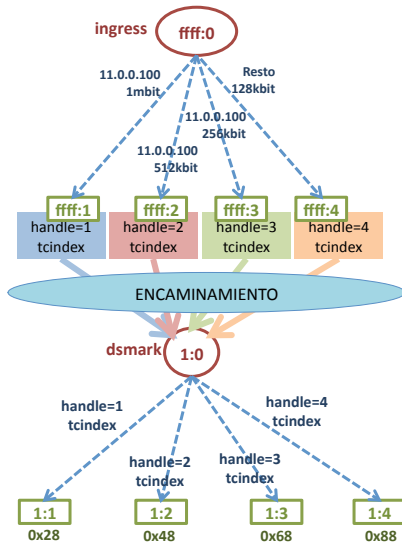 ingress
ffff:0
11.0.0.100
1mbit
Resto
128kbit
11.0.0.100
256kbit
11.0.0.100
512kbit
ffff:1
ffff:2
ffff:3
ffff:4
handle=1
tcindex
handle=2
tcindex
handle=3
tcindex
handle=4
tcindex
ENCAMINAMIENTO
dsmark
1:0
handle=1
tcindex
handle=4
tcindex
handle=2
tcindex
handle=3
tcindex
1:1
1:2
1:3
1:4
0x28
0x48
0x68
0x88